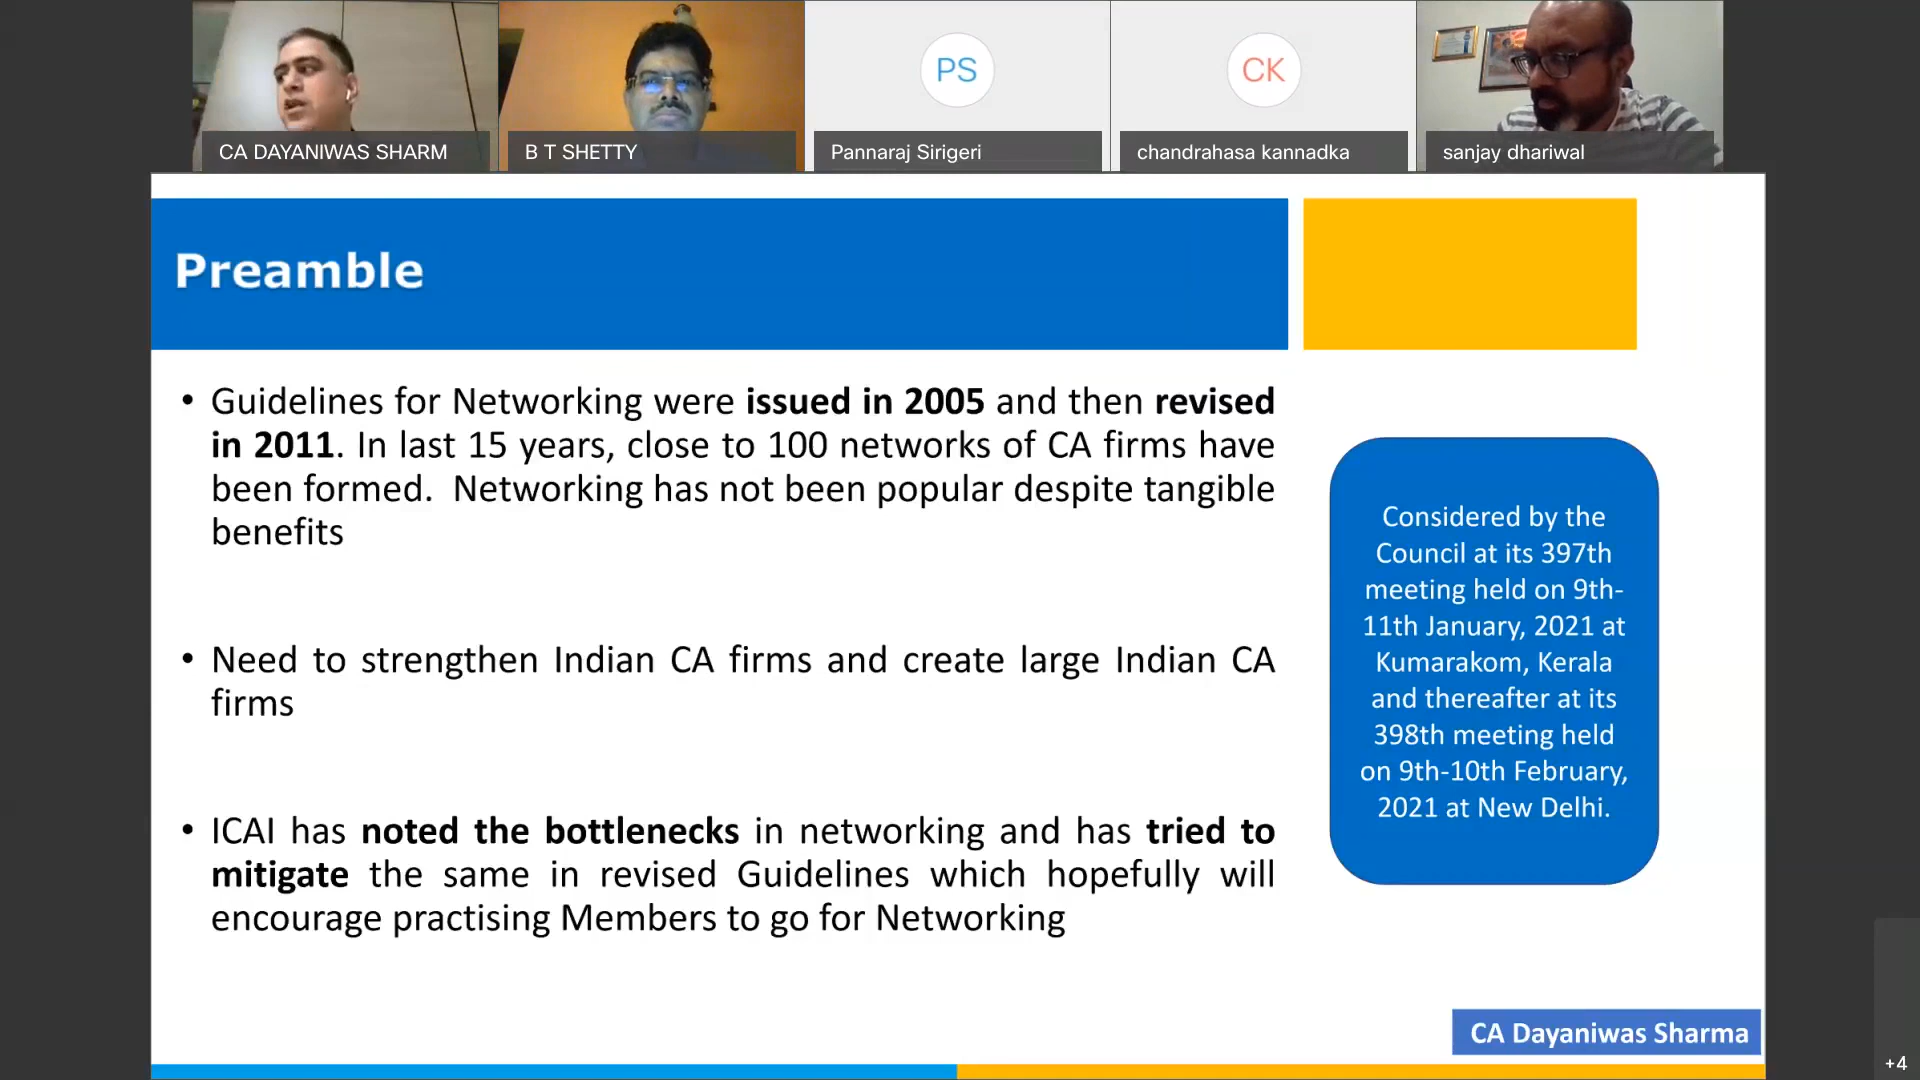 PS
CK
CA DAYANIWAS SHARM
B T SHETTY
Pannaraj Sirigeri
chandrahasa kannadka
sanjay dhariwal
Preamble
• Guidelines for Networking were issued in 2005 and then revised
in 2011. In last 15 years, close to 100 networks of CA firms have
been formed.  Networking has not been popular despite tangible
benefits
• Need to strengthen Indian CA firms and create large Indian CA
firms
• ICAI has noted the bottlenecks in networking and has tried to
mitigate the same in revised Guidelines which hopefully will
encourage practising Members to go for Networking
Considered by the
Council at its 397th
meeting held on 9th-
11th January, 2021 at
Kumarakom, Kerala
and thereafter at its
398th meeting held
on 9th-10th February,
2021 at New Delhi.
CA Dayaniwas Sharma
+4